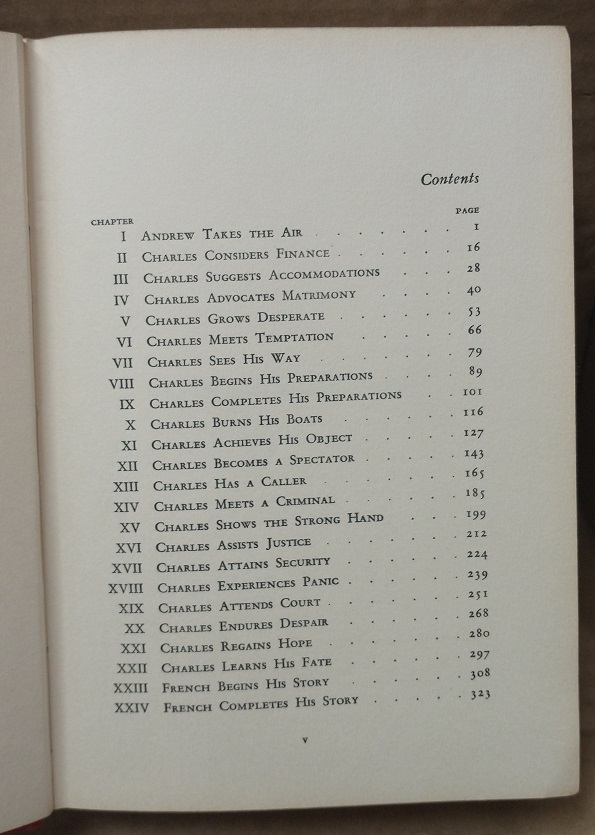 Contents
CHAPTER PAGE
I ANDREW TAKES THE AIR . . . . . . . 1
II CHARLES CONSIDERS FINANCE . . . . . . 16
III CHARLES SUGGESTS ACCOMMODATIONS . . . 28
IV CHARLES ADVOCATES MATRIMONY . . . . 40
V CHARLES GROWS DESPERATE . . . . . . 53
VI CHARLES MEETS TEMPTATION . . . . . 66
VII CHARLES SEES HIS WAY . . . . . . . 79
VIII CHARLES BEGINS HIS PREPARATIONS . . . . 89
IX CHARLES COMPLETES HIS PREPARATIONS . . 101
X CHARLES BURNS HIS BOATS . . . . . . 116
XI CHARLES ACHIEVES HIS OBJECT . . . . . 127
XII CHARLES BECOMES A SPECTATOR . . . . . 143
XIII CHARLES HAS A CALLER . . . . . . . 165
XIV CHARLES MEETS A CRIMINAL . . . . . . 185
XV CHARLES SHOWS THE STRONG HAND . . . 199
XVI CHARLES ASSISTS JUSTICE . . . . . . . 212
XVII CHARLES ATTAINS SECURITY . . . . . . 224
XVIII CHARLES EXPERIENCES PANIC . . . . . . 239
XIX CHARLES ATTENDS COURT . . . . . . . 251
XX CHARLES ENDURES DESPAIR . . . . . . 268
XXI CHARLES REGAINS HOPE . . . . . . . 280
XXII CHARLES LEARNS HIS FATE . . . . . . 297
XXIII FRENCH BEGINS HIS STORY . . . . . . 308
XXIV FRENCH COMPLETES HIS STORY . . . . . 323
v